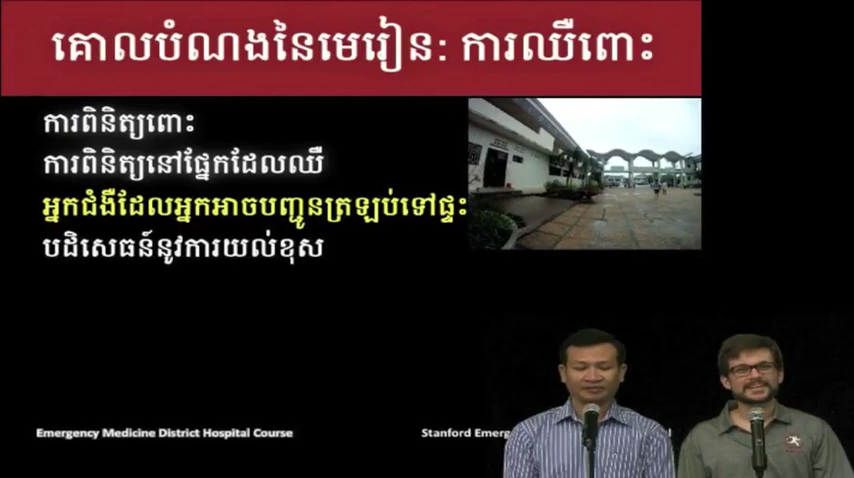 គោលបំណងនៃមេរៀន: ការឈឺពោះ
ការពិនិត្យពោះ
ការពិនិត្យនៅផ្នែកដែលឈឺ
អ្នកជំងឺដែលអ្នកអាចបញ្ជូនត្រឡប់ទៅផ្ទះ
បដិសេធន៍នូវការយល់ខុស
Emergency Medicine District Hospital Course
Stanford Emerg